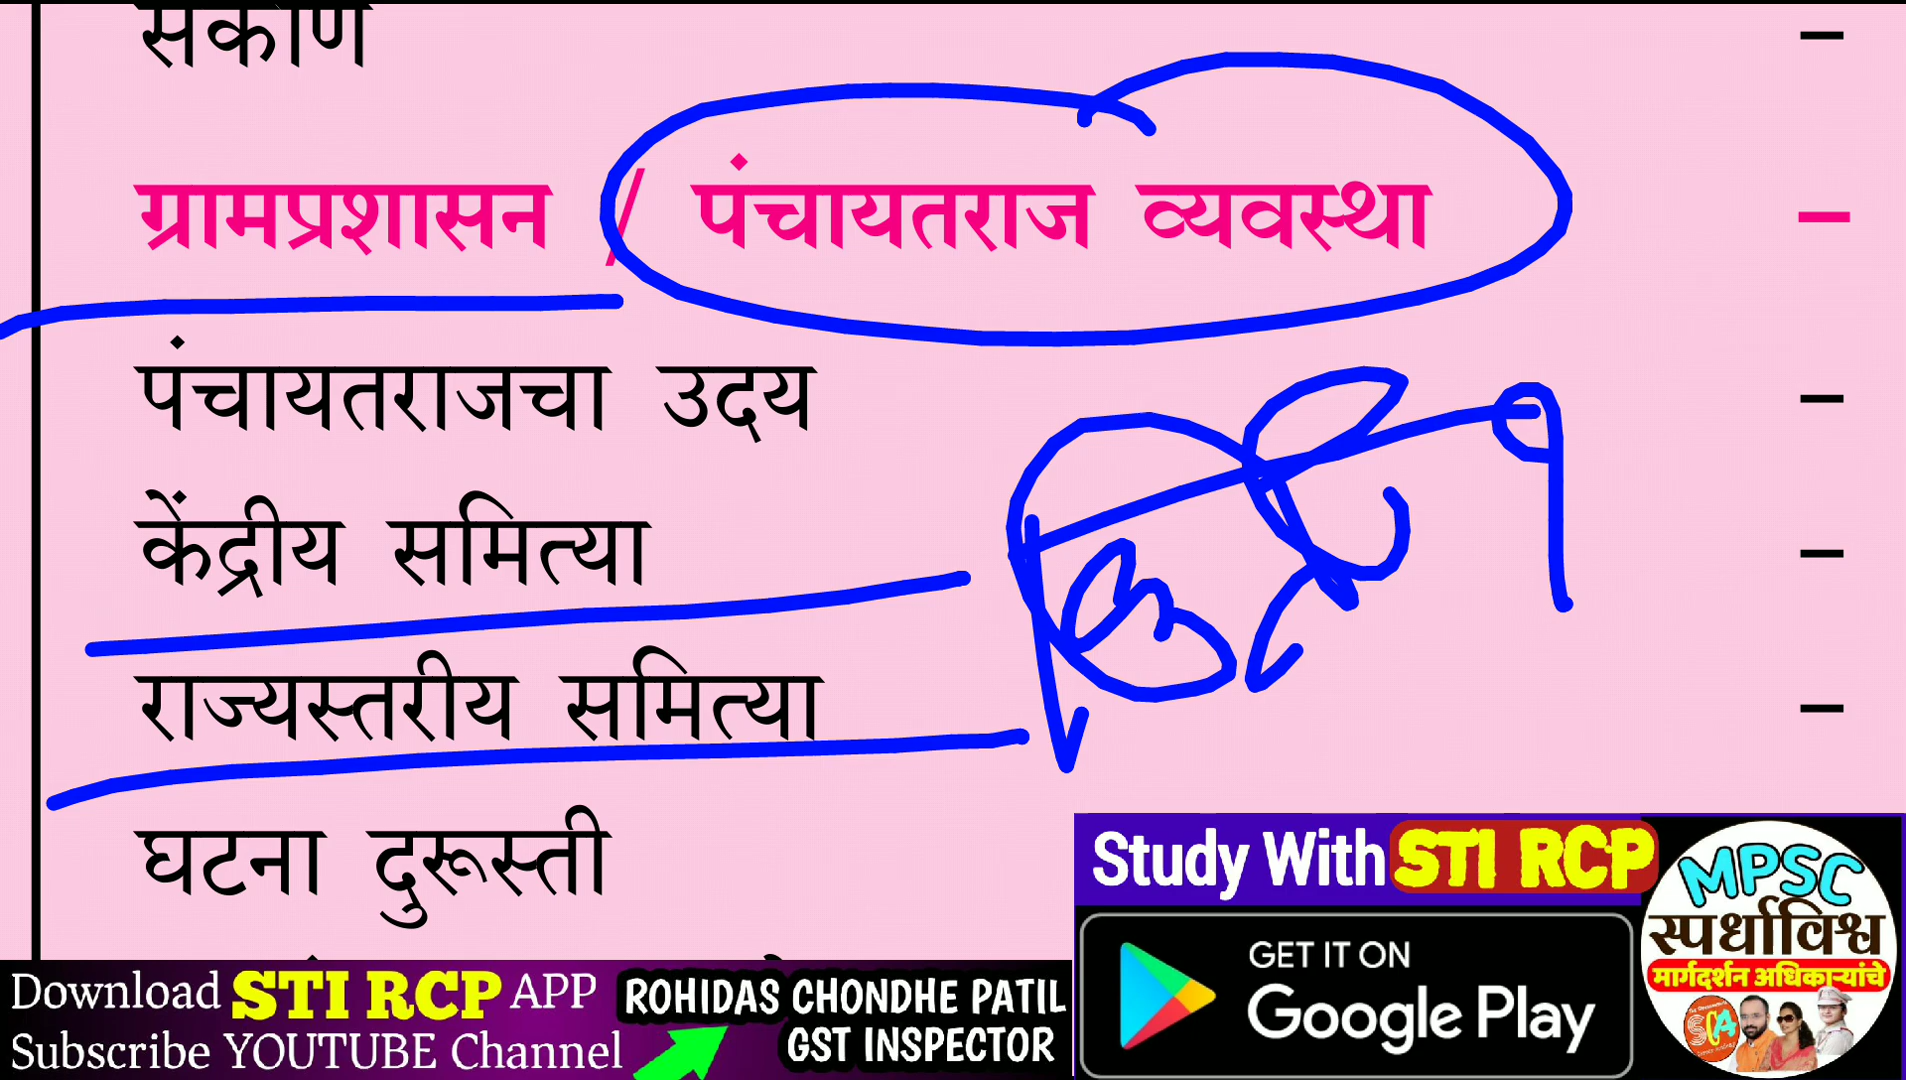 संकीर्ण –
ग्रामप्रशासन / पंचायतराज व्यवस्था –
पंचायतराजचा उदय –
केंद्रीय समित्या –
राज्यस्तरीय समित्या –
घटना दुरूस्ती
Study With STI RCP
GET IT ON
Google Play
MPSC
स्पर्धाविश्व
मार्गदर्शन अधिकाऱ्यांचे
SCA
Download STI RCP APP
Subscribe YOUTUBE Channel
ROHIDAS CHONDHE PATIL
GST INSPECTOR